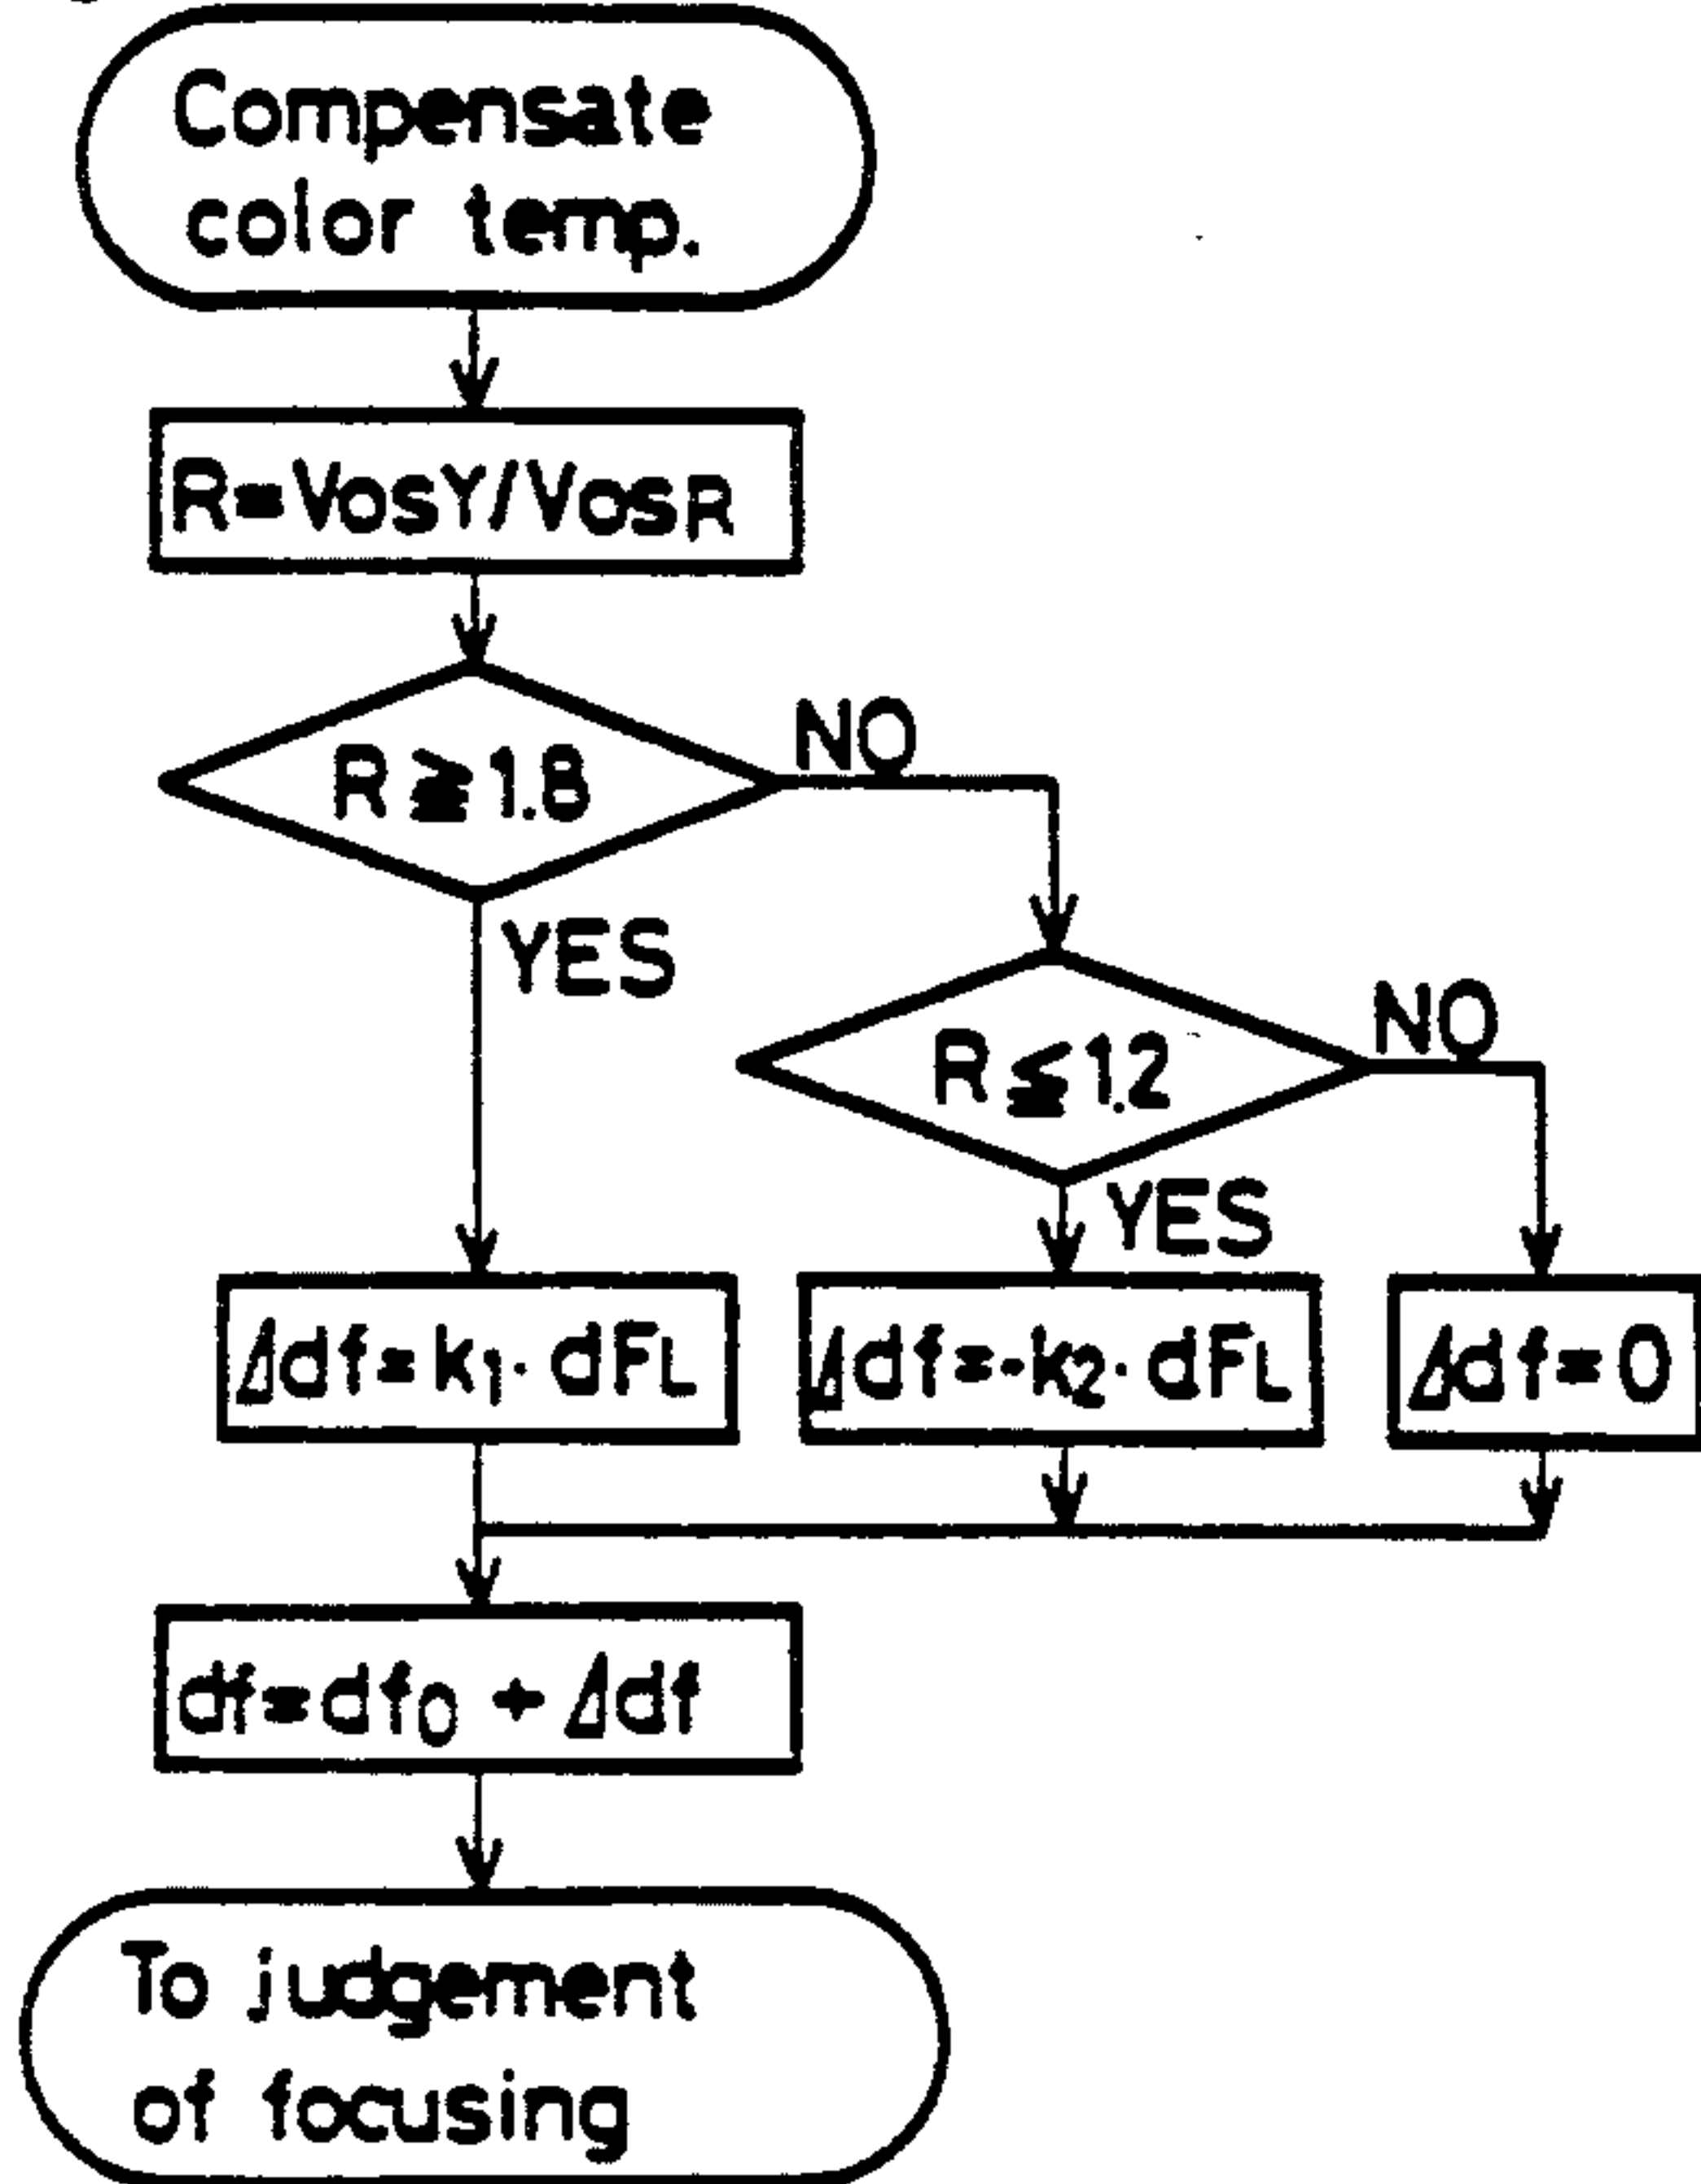 Compensate
color temp.
R=VosY/VosR
R≧1.8
NO
YES
R≦1.2
NO
YES
Δdf=k₁·dFL
Δdf=-k₂·dFL
Δdf=0
df=df₀+Δdf
To judgement
of focusing